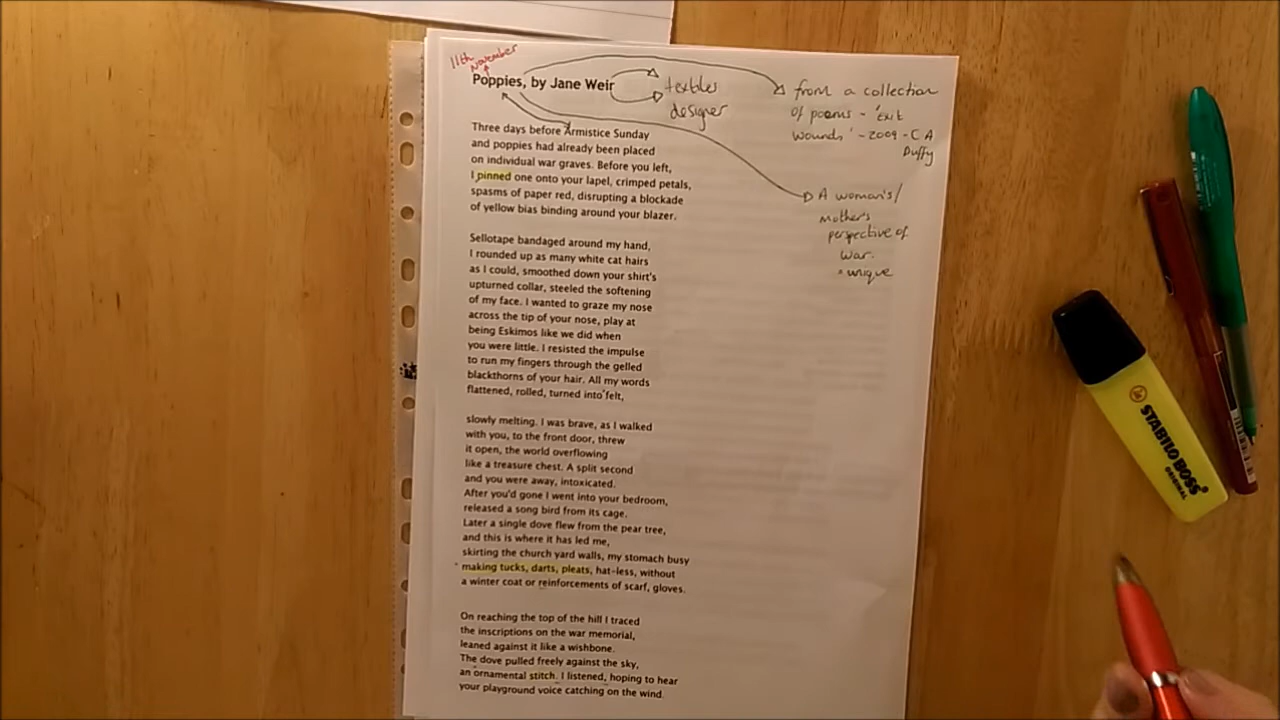 11th
November
Poppies, by Jane Weir
textiles
designer
from a collection
of poems - 'Exit
wounds' - 2009 - C A
Duffy
A woman's/
mothers
perspective of
war.
unique
Three days before Armistice Sunday
and poppies had already been placed
on individual war graves. Before you left,
I pinned one onto your lapel, crimped petals,
spasms of paper red, disrupting a blockade
of yellow bias binding around your blazer.
Sellotape bandaged around my hand,
I rounded up as many white cat hairs
as I could, smoothed down your shirt's
upturned collar, steeled the softening
of my face. I wanted to graze my nose
across the tip of your nose, play at
being Eskimos like we did when
you were little. I resisted the impulse
to run my fingers through the gelled
blackthorns of your hair. All my words
flattened, rolled, turned into felt,
slowly melting. I was brave, as I walked
with you, to the front door, threw
it open, the world overflowing
like a treasure chest. A split second
and you were away, intoxicated.
After you'd gone I went into your bedroom,
released a song bird from its cage.
Later a single dove flew from the pear tree,
and this is where it has led me,
skirting the church yard walls, my stomach busy
making tucks, darts, pleats, hat-less, without
a winter coat or reinforcements of scarf, gloves.
On reaching the top of the hill I traced
the inscriptions on the war memorial,
leaned against it like a wishbone.
The dove pulled freely against the sky,
an ornamental stitch. I listened, hoping to hear
your playground voice catching on the wind.
STABILO BOSS
ORIGINAL